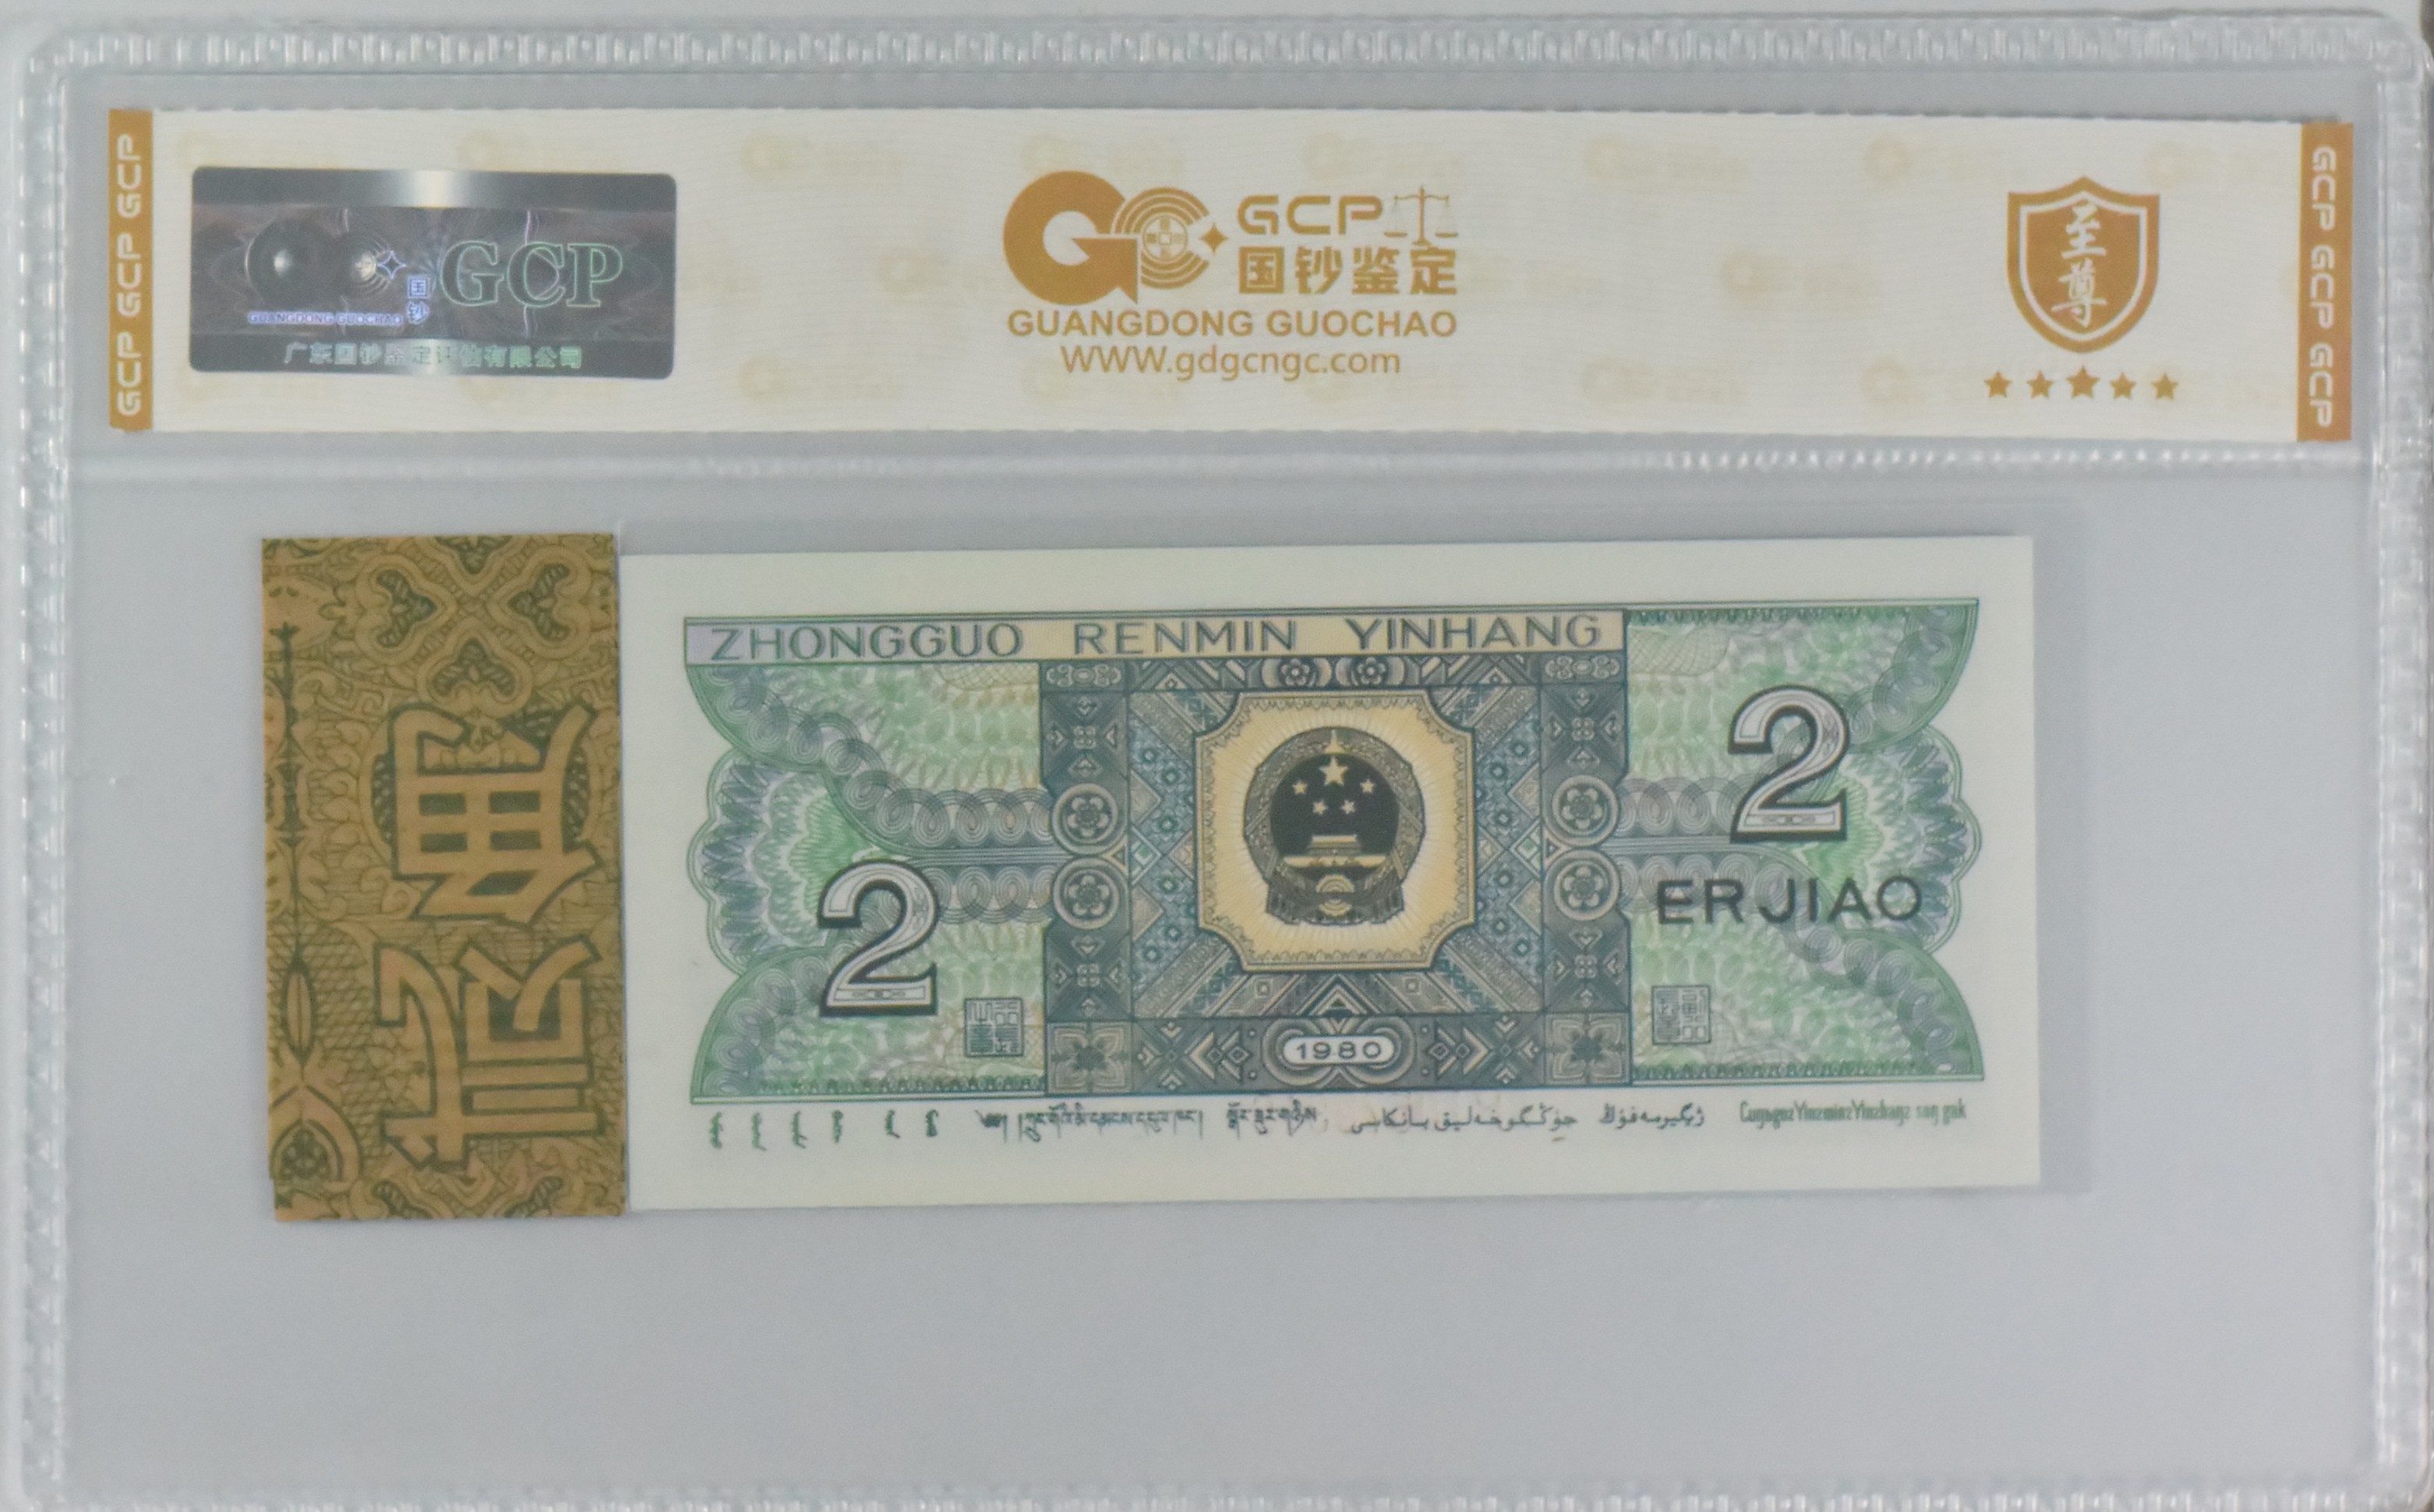 GCP GCP GCP
GCP
国钞
GUANGDONG GUOCHAO
广东国钞鉴定评估有限公司
GCP
国钞鉴定
GUANGDONG GUOCHAO
WWW.gdgcngc.com
至尊
GCP GCP GCP
ZHONGGUO RENMIN YINHANG
2
2
ERJIAO
1980